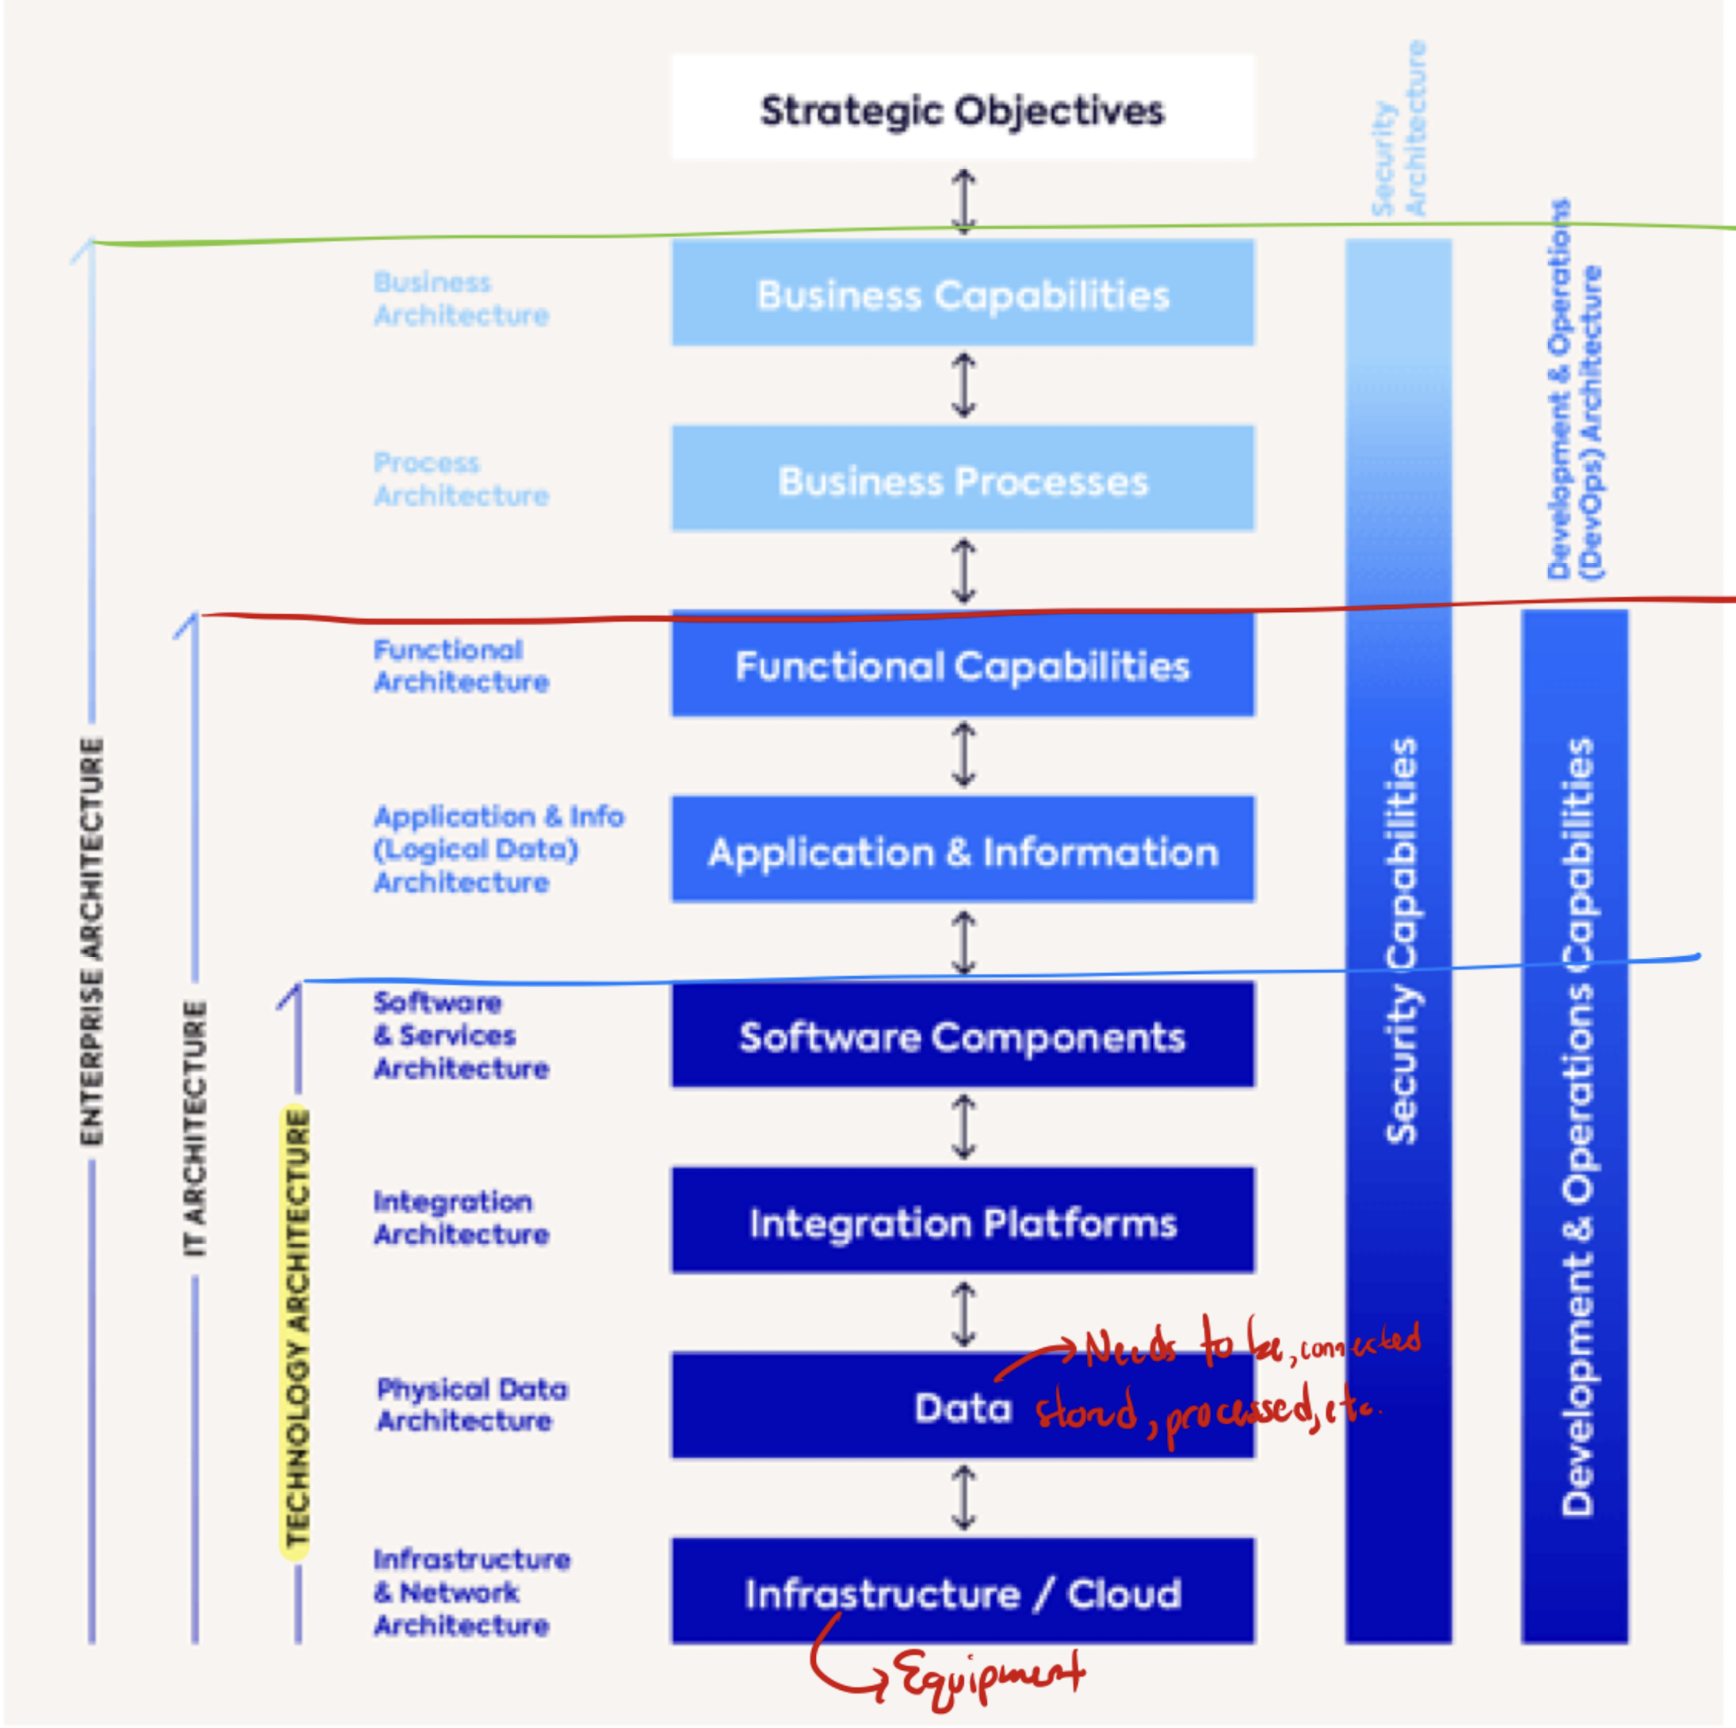 Strategic Objectives
Security
Architecture
Development & Operations
(DevOps) Architecture
Business
Architecture
Business Capabilities
Process
Architecture
Business Processes
Functional
Architecture
Functional Capabilities
Application & Info
(Logical Data)
Architecture
Application & Information
Software
& Services
Architecture
Software Components
Integration
Architecture
Integration Platforms
Physical Data
Architecture
Data
Needs to be, connected
stored, processed, etc.
Infrastructure
& Network
Architecture
Infrastructure / Cloud
Equipment
ENTERPRISE ARCHITECTURE
IT ARCHITECTURE
TECHNOLOGY ARCHITECTURE
Security Capabilities
Development & Operations Capabilities